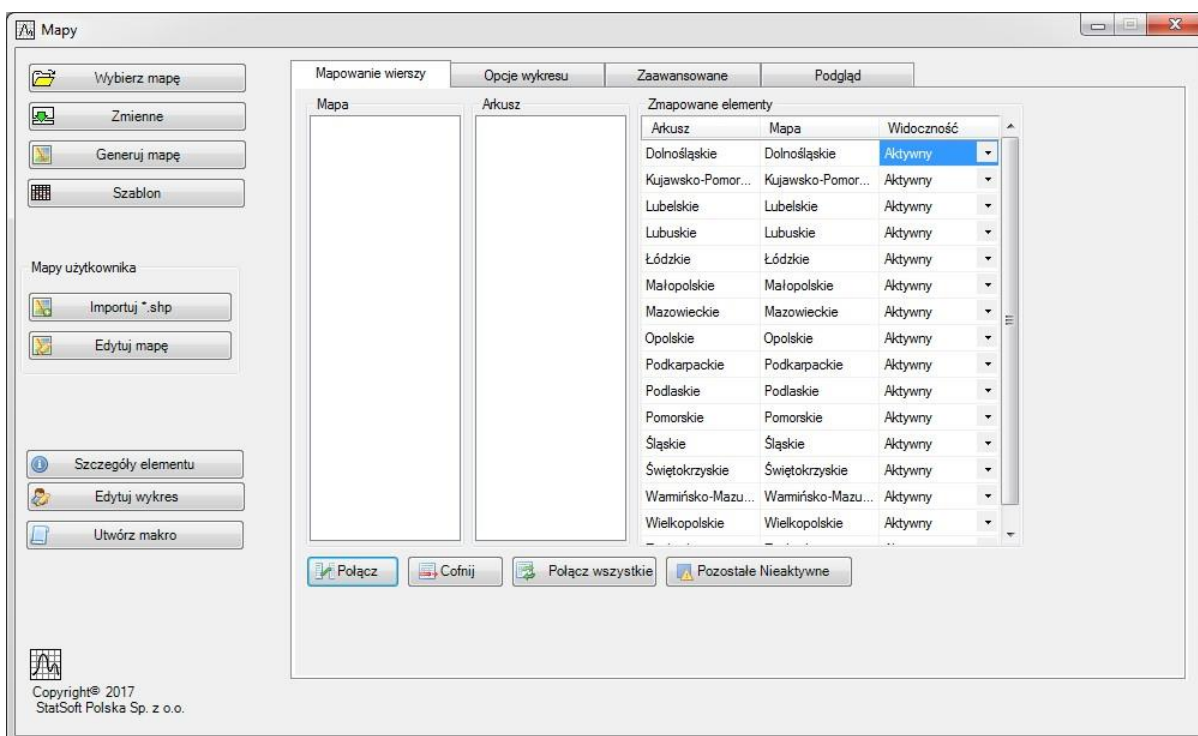 Mapy
Wybierz mapę
Zmienne
Generuj mapę
Szablon
Mapy użytkownika
Importuj *.shp
Edytuj mapę
Szczegóły elementu
Edytuj wykres
Utwórz makro
Copyright® 2017
StatSoft Polska Sp. z o.o.
Mapowanie wierszy Opcje wykresu Zaawansowane Podgląd
Mapa Arkusz Zmapowane elementy
Arkusz Mapa Widoczność
Dolnośląskie Dolnośląskie Aktywny
Kujawsko-Pomor... Kujawsko-Pomor... Aktywny
Lubelskie Lubelskie Aktywny
Lubuskie Lubuskie Aktywny
Łódzkie Łódzkie Aktywny
Małopolskie Małopolskie Aktywny
Mazowieckie Mazowieckie Aktywny
Opolskie Opolskie Aktywny
Podkarpackie Podkarpackie Aktywny
Podlaskie Podlaskie Aktywny
Pomorskie Pomorskie Aktywny
Śląskie Śląskie Aktywny
Świętokrzyskie Świętokrzyskie Aktywny
Warmińsko-Mazu... Warmińsko-Mazu... Aktywny
Wielkopolskie Wielkopolskie Aktywny
Połącz Cofnij Połącz wszystkie Pozostałe Nieaktywne